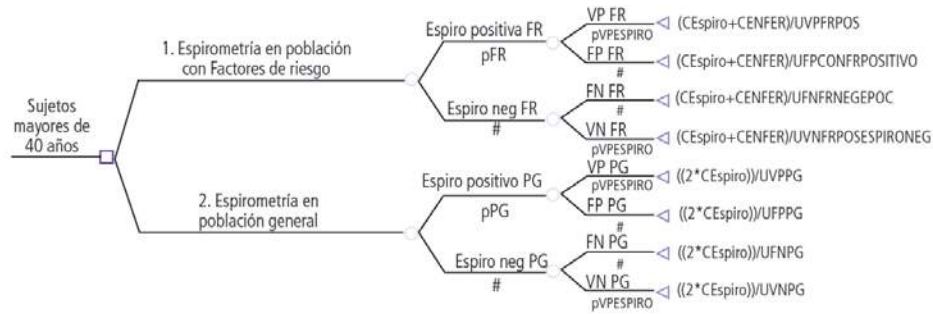 Sujetos
mayores de
40 años
1. Espirometría en población
con Factores de riesgo
Espiro positiva FR
pFR
VP FR
pVPESPIRO
(CEspiro+CENFER)/UVPFRPOS
FP FR
#
(CEspiro+CENFER)/UFPCONFRPOSITIVO
Espiro neg FR
#
FN FR
#
(CEspiro+CENFER)/UFNFRNEGEPOC
VN FR
pVPESPIRO
(CEspiro+CENFER)/UVNFRPOSESPIRONEG
2. Espirometría en
población general
Espiro positivo PG
pPG
VP PG
pVPESPIRO
((2*CEspiro))/UVPPG
FP PG
#
((2*CEspiro))/UFPPG
Espiro neg PG
#
FN PG
#
((2*CEspiro))/UFNPG
VN PG
pVPESPIRO
((2*CEspiro))/UVNPG